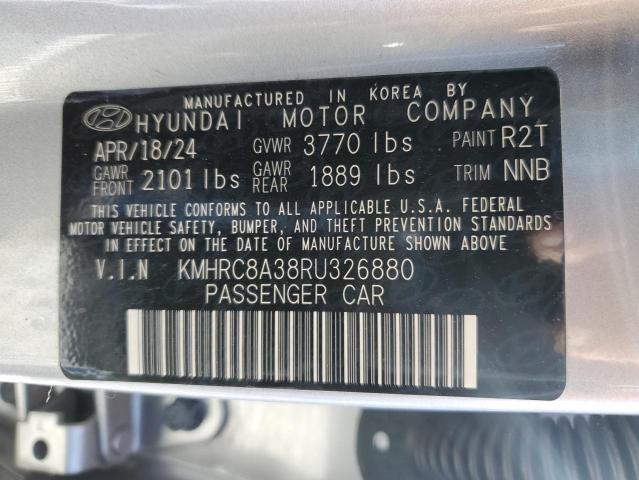 MANUFACTURED IN KOREA BY
HYUNDAI MOTOR COMPANY
APR/18/24 GVWR 3770 lbs PAINT R2T
GAWR FRONT 2101 lbs GAWR REAR 1889 lbs TRIM NNB
THIS VEHICLE CONFORMS TO ALL APPLICABLE U.S.A. FEDERAL
MOTOR VEHICLE SAFETY, BUMPER, AND THEFT PREVENTION STANDARDS
IN EFFECT ON THE DATE OF MANUFACTURE SHOWN ABOVE.
V.I.N KMHRC8A38RU326880
PASSENGER CAR